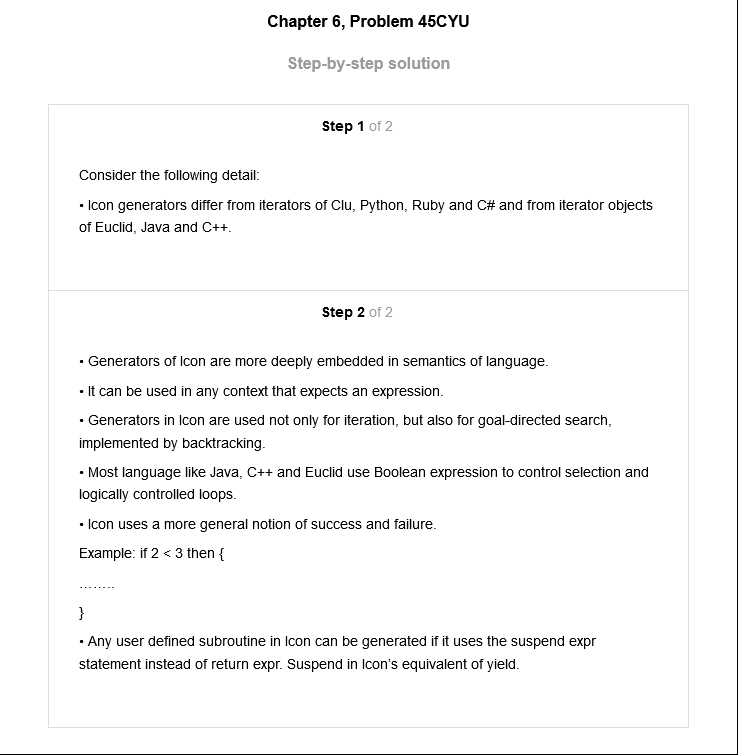 Chapter 6, Problem 45CYU
Step-by-step solution
Step 1 of 2
Consider the following detail:
• Icon generators differ from iterators of Clu, Python, Ruby and C# and from iterator objects
of Euclid, Java and C++.
Step 2 of 2
• Generators of Icon are more deeply embedded in semantics of language.
• It can be used in any context that expects an expression.
• Generators in Icon are used not only for iteration, but also for goal-directed search,
implemented by backtracking.
• Most language like Java, C++ and Euclid use Boolean expression to control selection and
logically controlled loops.
• Icon uses a more general notion of success and failure.
Example: if 2 < 3 then {
........
}
• Any user defined subroutine in Icon can be generated if it uses the suspend expr
statement instead of return expr. Suspend in Icon's equivalent of yield.